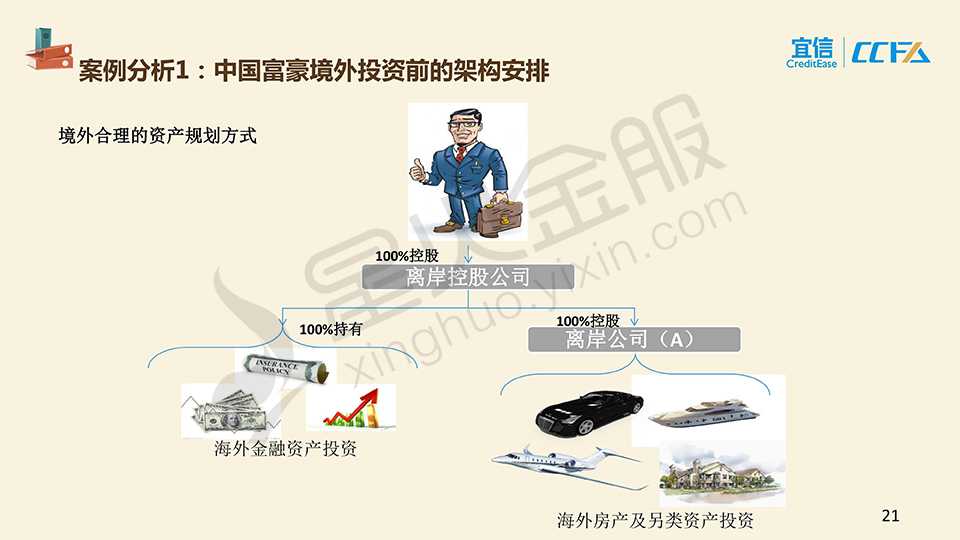 案例分析1：中国富豪境外投资前的架构安排
宜信
CreditEase
CCFA
境外合理的资产规划方式
100%控股
离岸控股公司
100%持有
100%控股
离岸公司（A）
INSURANCE
POLICY
海外金融资产投资
海外房产及另类资产投资
星火金服
xinghuo.yixin.com
21